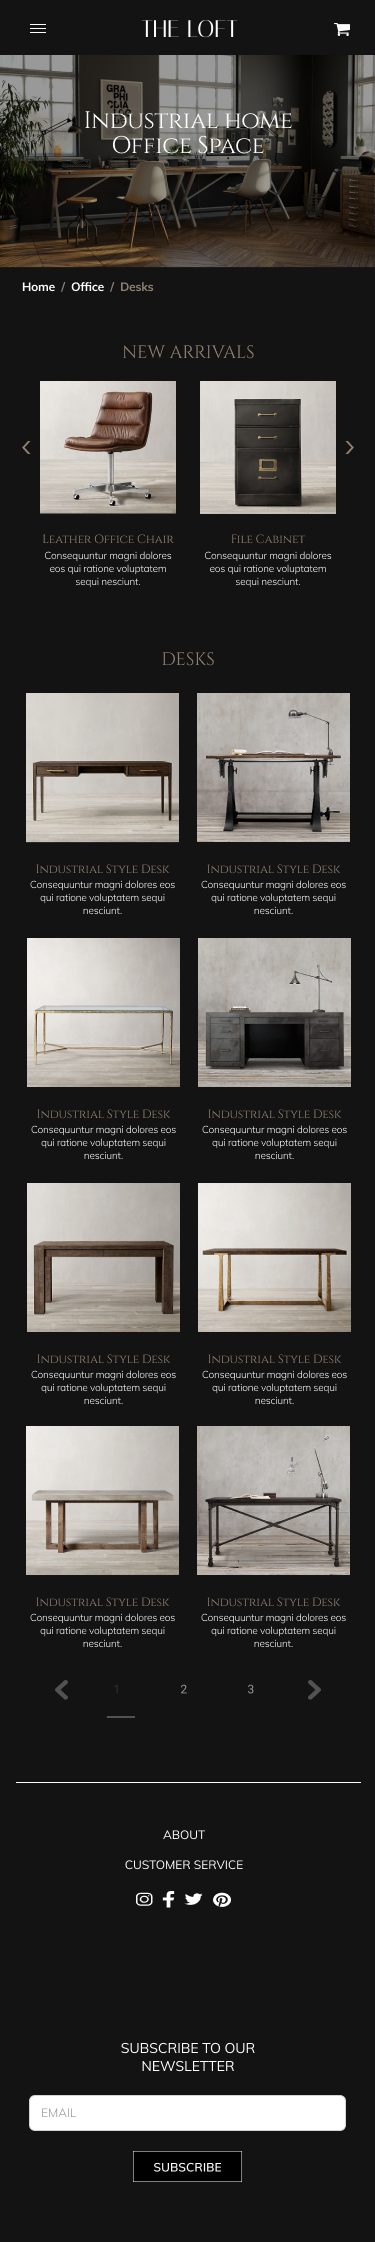 THE LOFT
GRAPHIC
Industrial home
Office Space
Home / Office / Desks
NEW ARRIVALS
Leather Office Chair
Consequuntur magni dolores
eos qui ratione voluptatem
sequi nesciunt.
File Cabinet
Consequuntur magni dolores
eos qui ratione voluptatem
sequi nesciunt.
DESKS
Industrial Style Desk
Consequuntur magni dolores eos
qui ratione voluptatem sequi
nesciunt.
Industrial Style Desk
Consequuntur magni dolores eos
qui ratione voluptatem sequi
nesciunt.
Industrial Style Desk
Consequuntur magni dolores eos
qui ratione voluptatem sequi
nesciunt.
Industrial Style Desk
Consequuntur magni dolores eos
qui ratione voluptatem sequi
nesciunt.
Industrial Style Desk
Consequuntur magni dolores eos
qui ratione voluptatem sequi
nesciunt.
Industrial Style Desk
Consequuntur magni dolores eos
qui ratione voluptatem sequi
nesciunt.
Industrial Style Desk
Consequuntur magni dolores eos
qui ratione voluptatem sequi
nesciunt.
Industrial Style Desk
Consequuntur magni dolores eos
qui ratione voluptatem sequi
nesciunt.
1 2 3
ABOUT
CUSTOMER SERVICE
SUBSCRIBE TO OUR
NEWSLETTER
EMAIL
SUBSCRIBE